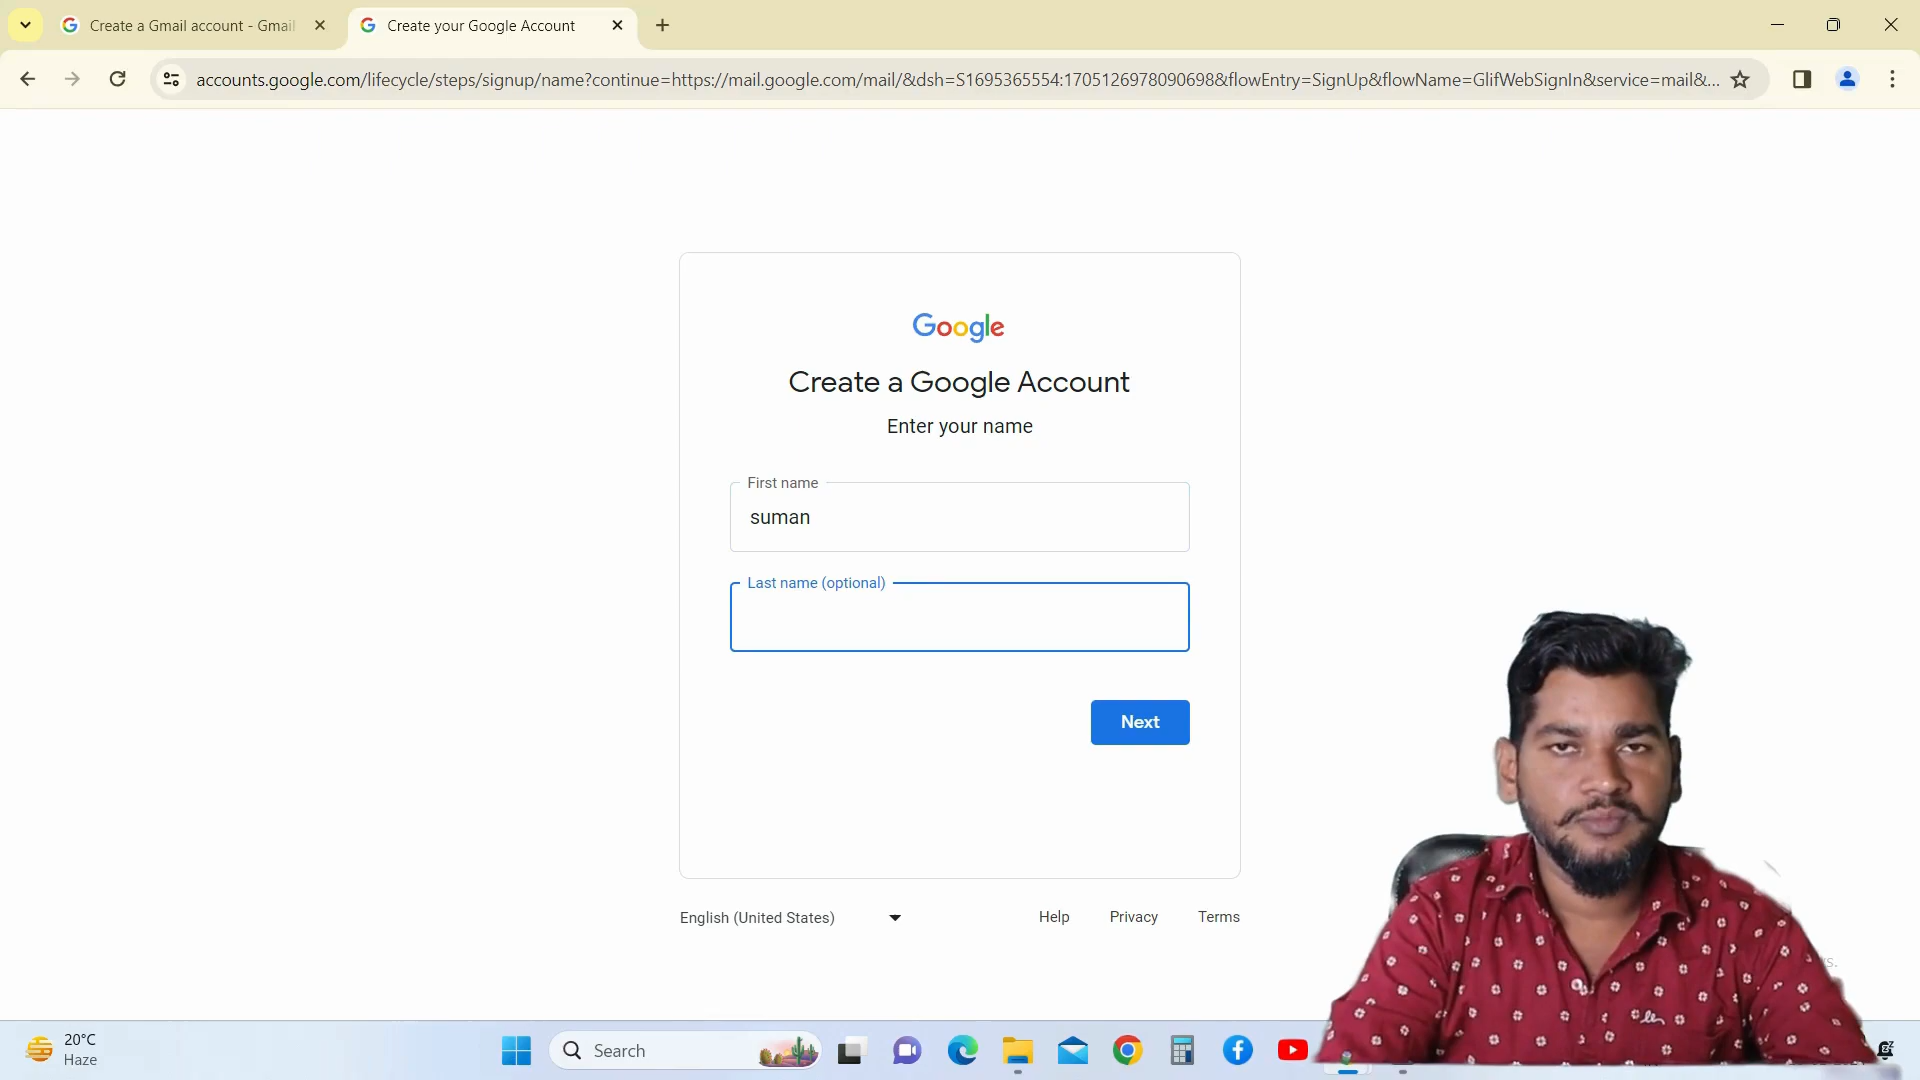 Create a Gmail account - Gmail
Create your Google Account
accounts.google.com/lifecycle/steps/signup/name?continue=https://mail.google.com/mail/&dsh=S1695365554:1705126978090698&flowEntry=SignUp&flowName=GlifWebSignIn&service=mail&...
Google
Create a Google Account
Enter your name
First name
suman
Last name (optional)
Next
English (United States)
Help
Privacy
Terms
20°C
Haze
Search